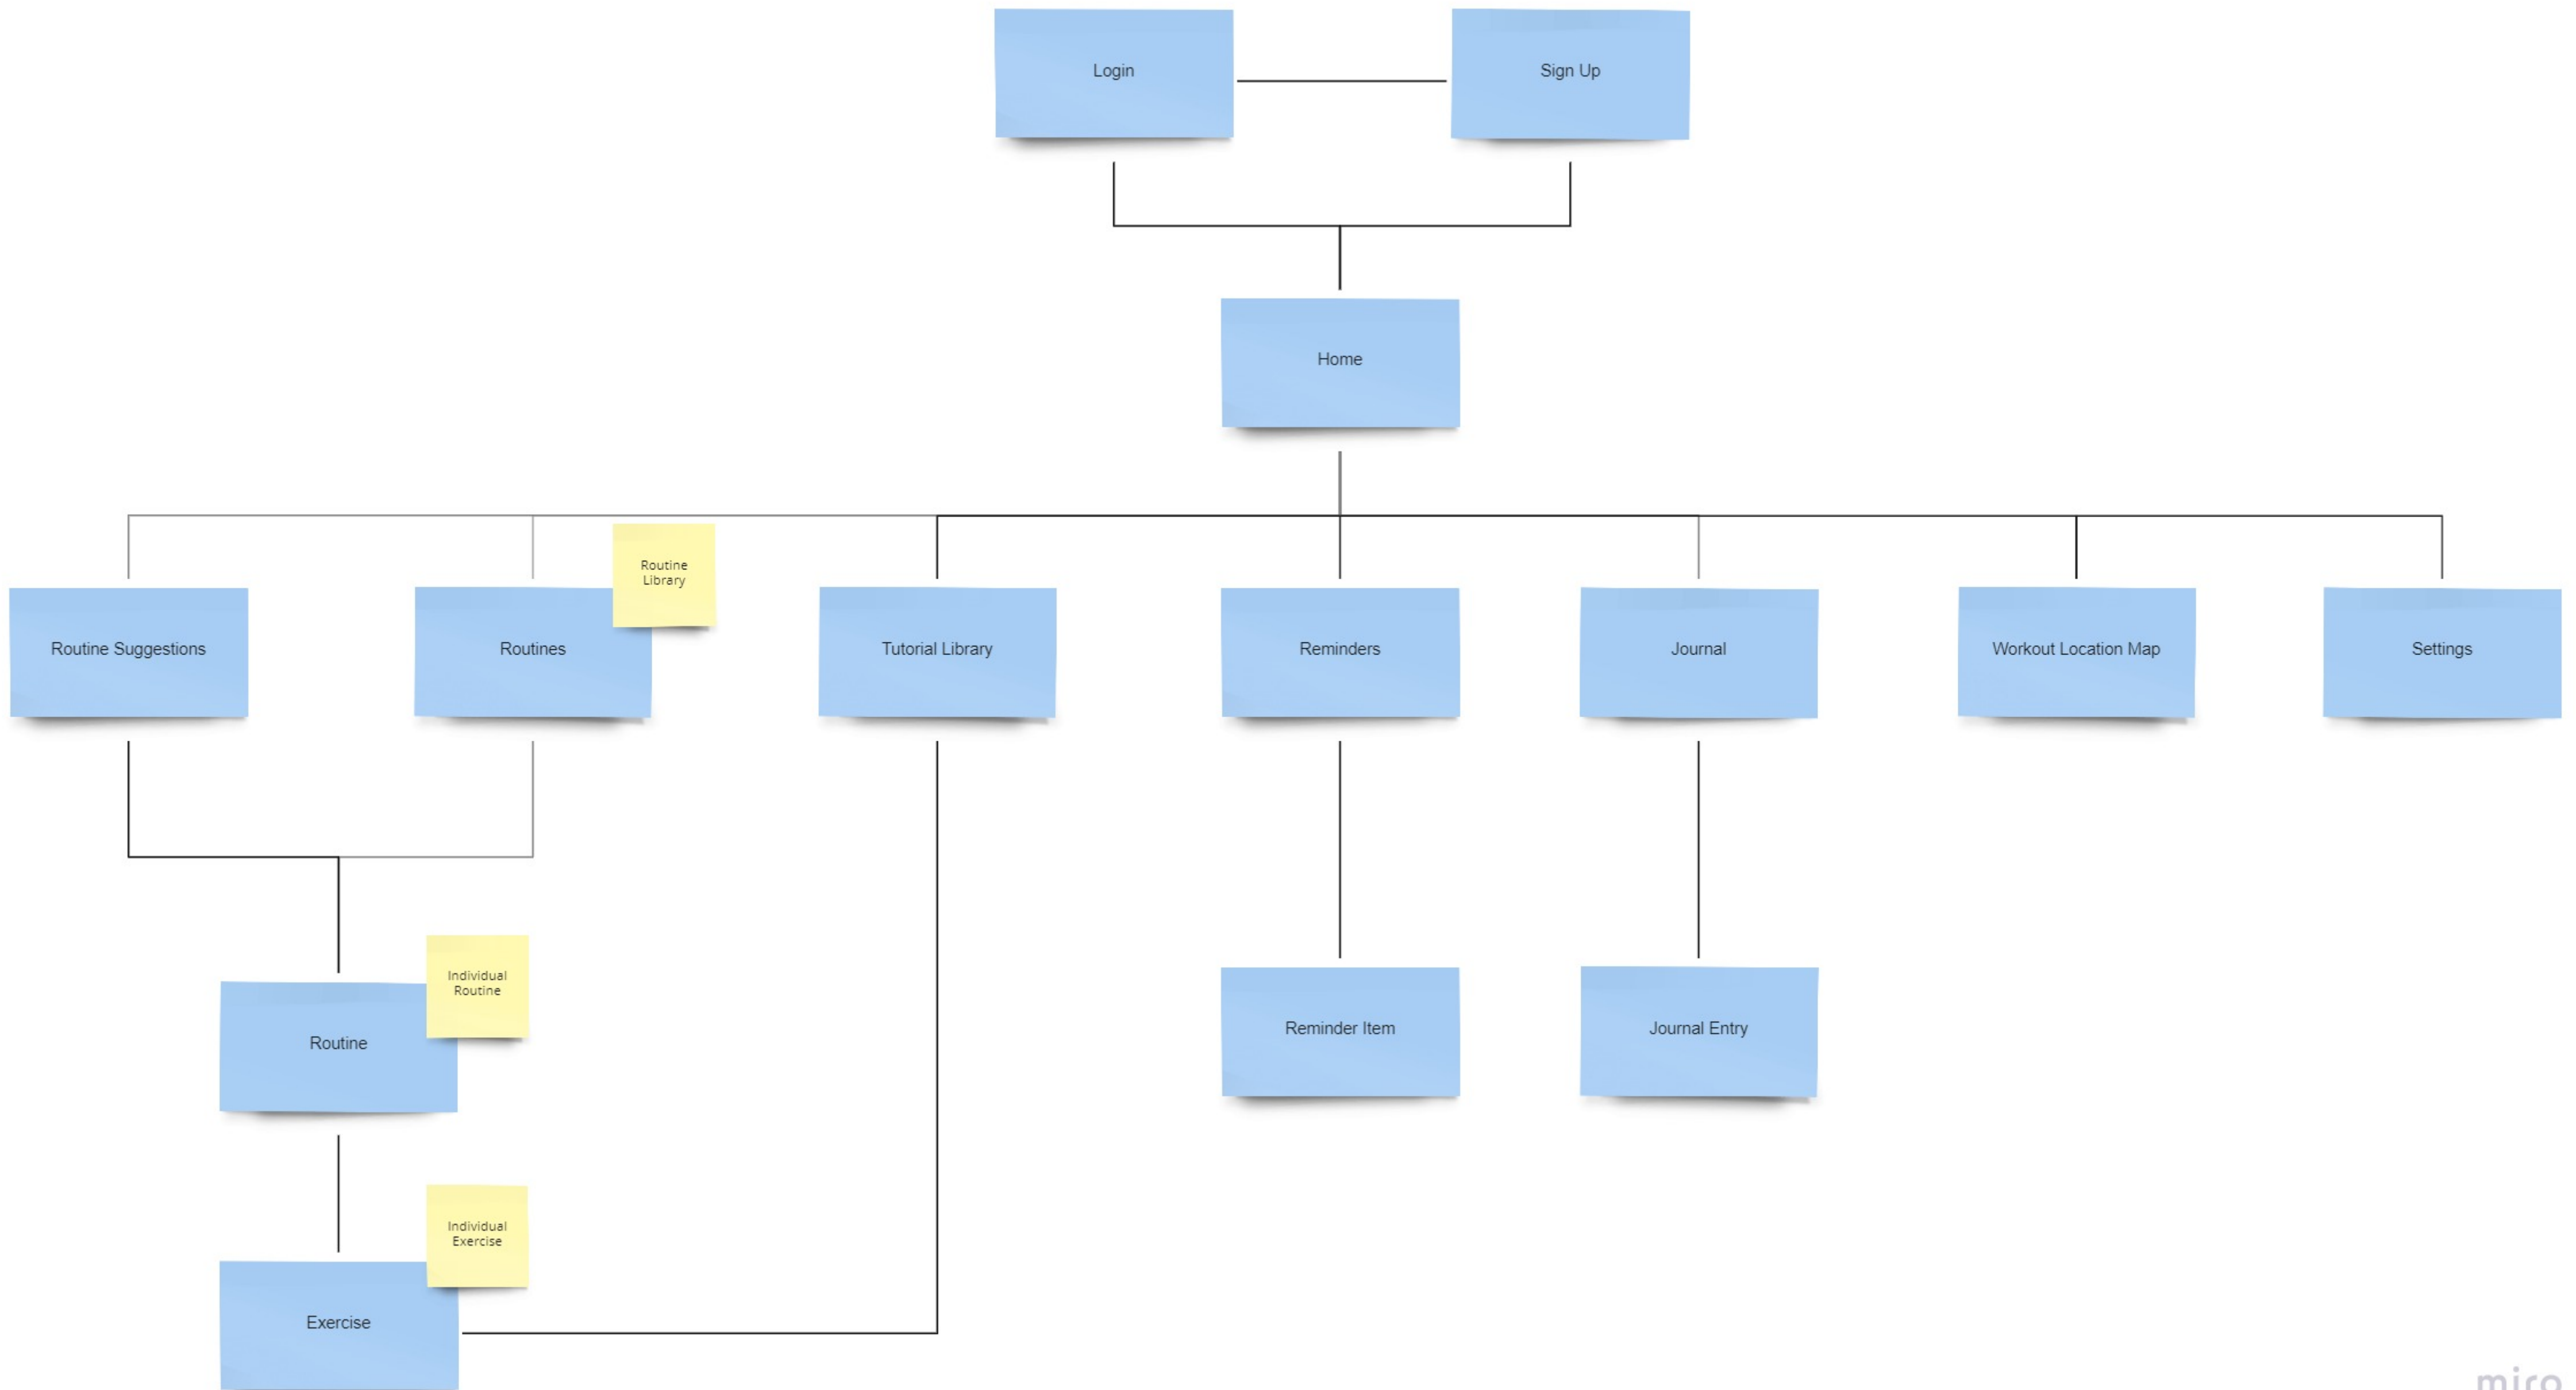 Login
Sign Up
Home
Routine
Library
Routine Suggestions
Routines
Tutorial Library
Reminders
Journal
Workout Location Map
Settings
Individual
Routine
Routine
Reminder Item
Journal Entry
Individual
Exercise
Exercise
miro